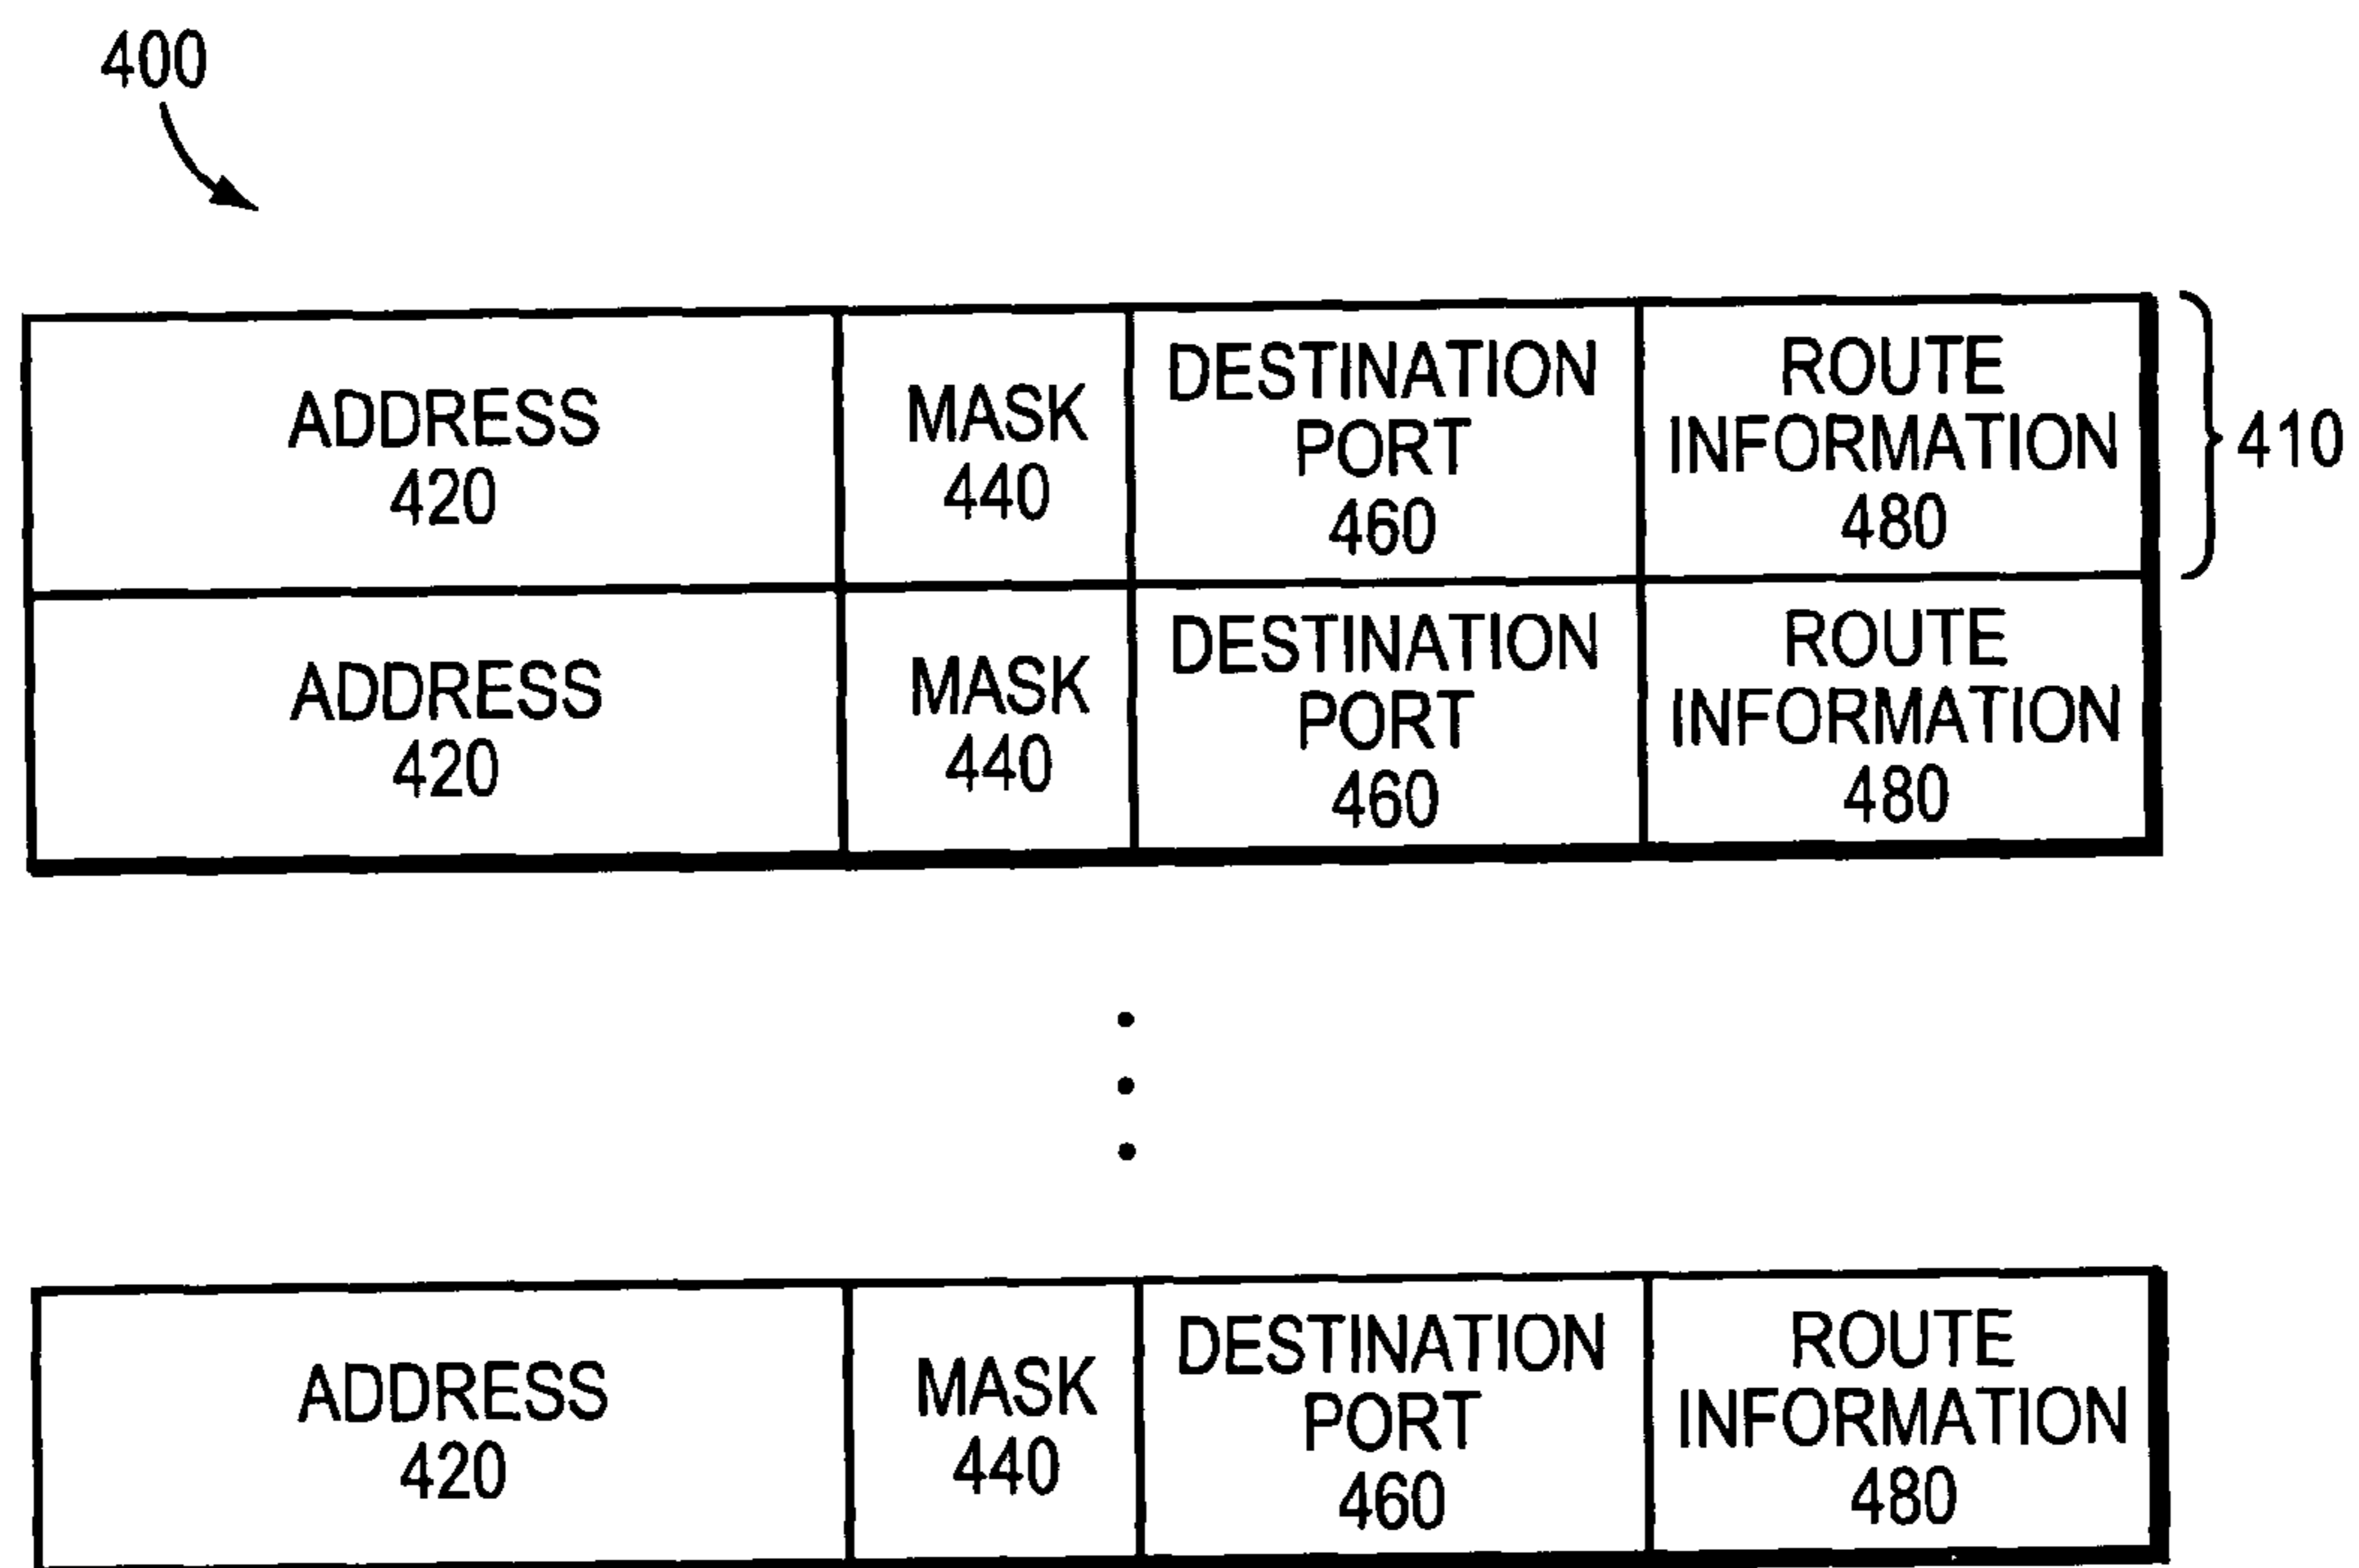 400
ADDRESS
420
MASK
440
DESTINATION
PORT
460
ROUTE
INFORMATION
480
410
ADDRESS
420
MASK
440
DESTINATION
PORT
460
ROUTE
INFORMATION
480
ADDRESS
420
MASK
440
DESTINATION
PORT
460
ROUTE
INFORMATION
480